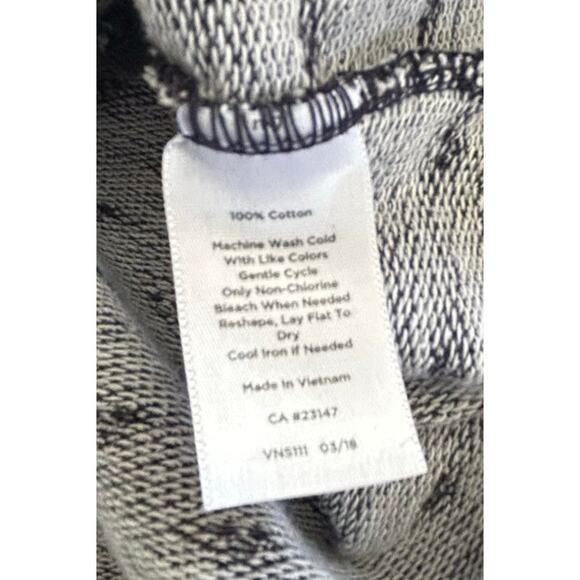 100% Cotton
Machine Wash Cold
With Like Colors
Gentle Cycle
Only Non-Chlorine
Bleach When Needed
Reshape, Lay Flat To
Dry
Cool Iron If Needed
Made In Vietnam
CA #23147
VNS111 03/18